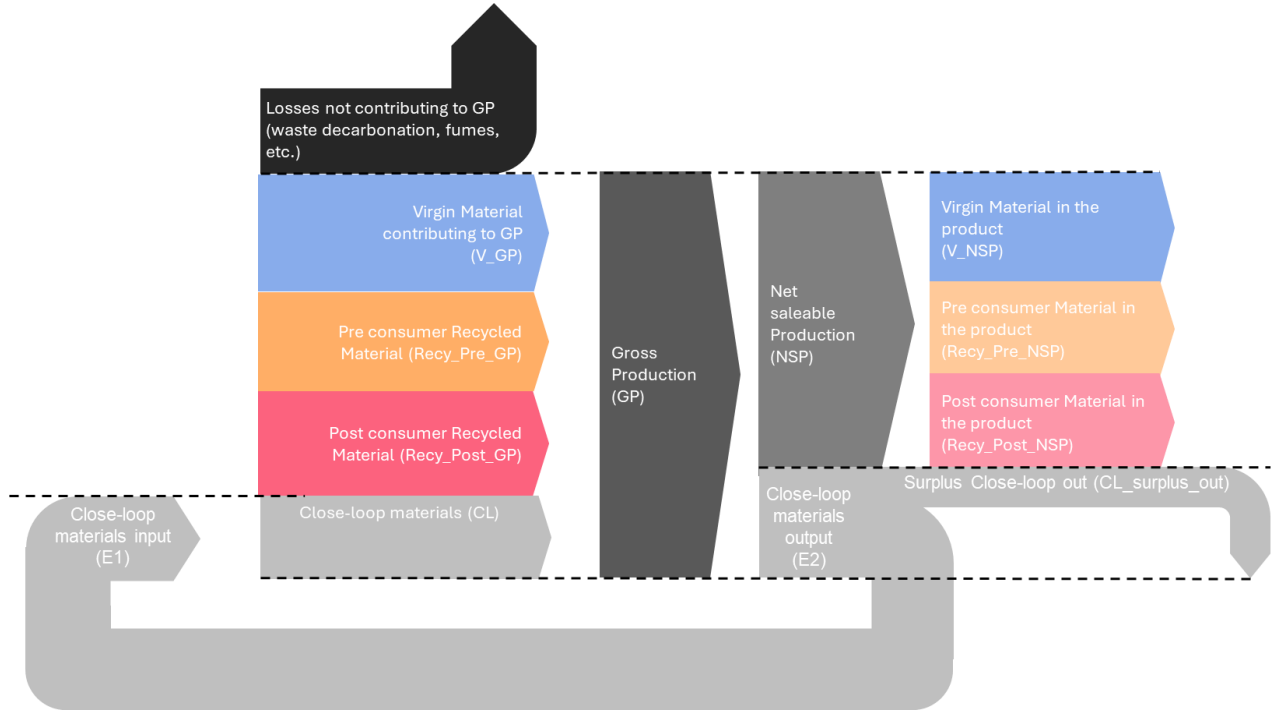 Losses not contributing to GP
(waste decarbonation, fumes,
etc.)
Virgin Material
contributing to GP
(V_GP)
Pre consumer Recycled
Material (Recy_Pre_GP)
Post consumer Recycled
Material (Recy_Post_GP)
Close-loop
materials input
(E1)
Close-loop materials (CL)
Gross
Production
(GP)
Net
saleable
Production
(NSP)
Close-loop
materials
output
(E2)
Virgin Material in the
product
(V_NSP)
Pre consumer Material in
the product
(Recy_Pre_NSP)
Post consumer Material in
the product
(Recy_Post_NSP)
Surplus Close-loop out (CL_surplus_out)